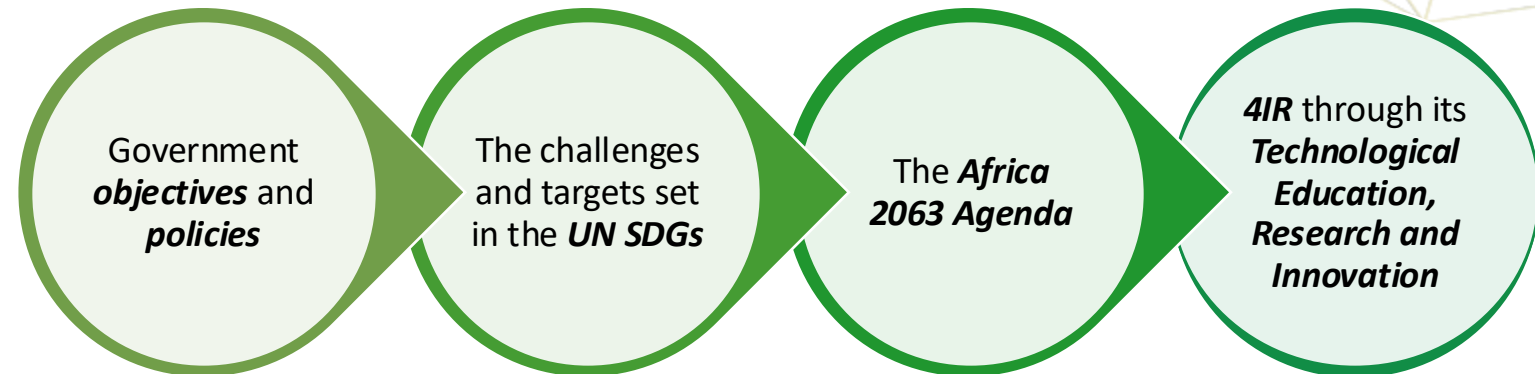 Government
objectives and
policies
The challenges
and targets set
in the UN SDGs
The Africa
2063 Agenda
4IR through its
Technological
Education,
Research and
Innovation